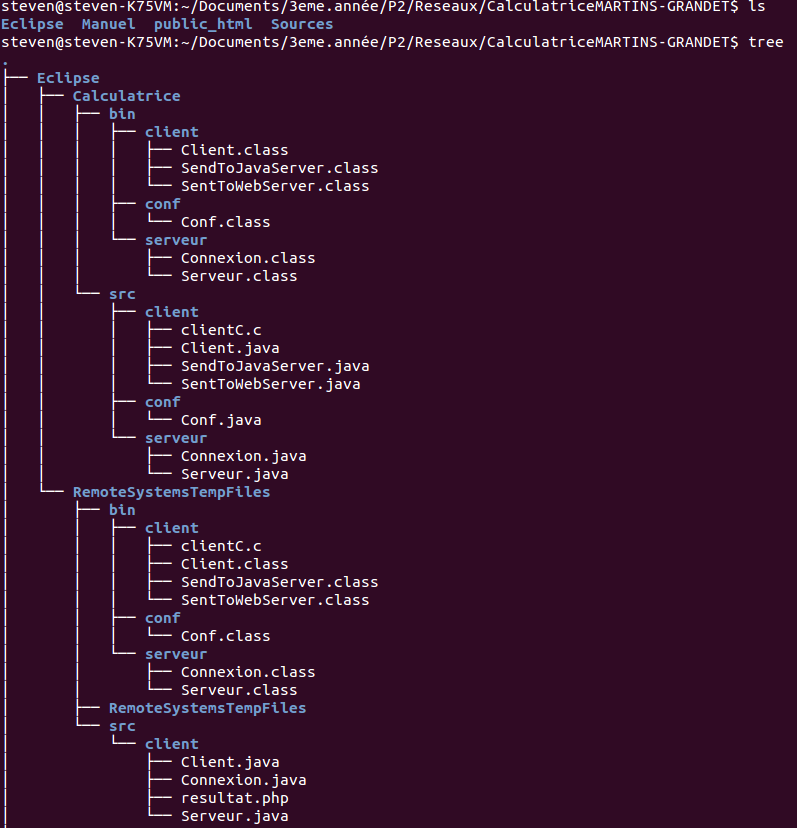 steven@steven-K75VM:~/Documents/3eme.année/P2/Reseaux/CalculatriceMARTINS-GRANDET$ ls
Eclipse  Manuel  public_html  Sources
steven@steven-K75VM:~/Documents/3eme.année/P2/Reseaux/CalculatriceMARTINS-GRANDET$ tree
.
├── Eclipse
│   ├── Calculatrice
│   │   ├── bin
│   │   │   ├── client
│   │   │   │   ├── Client.class
│   │   │   │   ├── SendToJavaServer.class
│   │   │   │   └── SentToWebServer.class
│   │   │   ├── conf
│   │   │   │   └── Conf.class
│   │   │   └── serveur
│   │   │       ├── Connexion.class
│   │   │       └── Serveur.class
│   │   └── src
│   │       ├── client
│   │       │   ├── clientC.c
│   │       │   ├── Client.java
│   │       │   ├── SendToJavaServer.java
│   │       │   └── SentToWebServer.java
│   │       ├── conf
│   │       │   └── Conf.java
│   │       └── serveur
│   │           ├── Connexion.java
│   │           └── Serveur.java
│   └── RemoteSystemsTempFiles
│       ├── bin
│       │   ├── client
│       │   │   ├── clientC.c
│       │   │   ├── Client.class
│       │   │   ├── SendToJavaServer.class
│       │   │   └── SentToWebServer.class
│       │   ├── conf
│       │   │   └── Conf.class
│       │   └── serveur
│       │       ├── Connexion.class
│       │       └── Serveur.class
│       ├── RemoteSystemsTempFiles
│       └── src
│           └── client
│               ├── Client.java
│               ├── Connexion.java
│               ├── resultat.php
│               └── Serveur.java